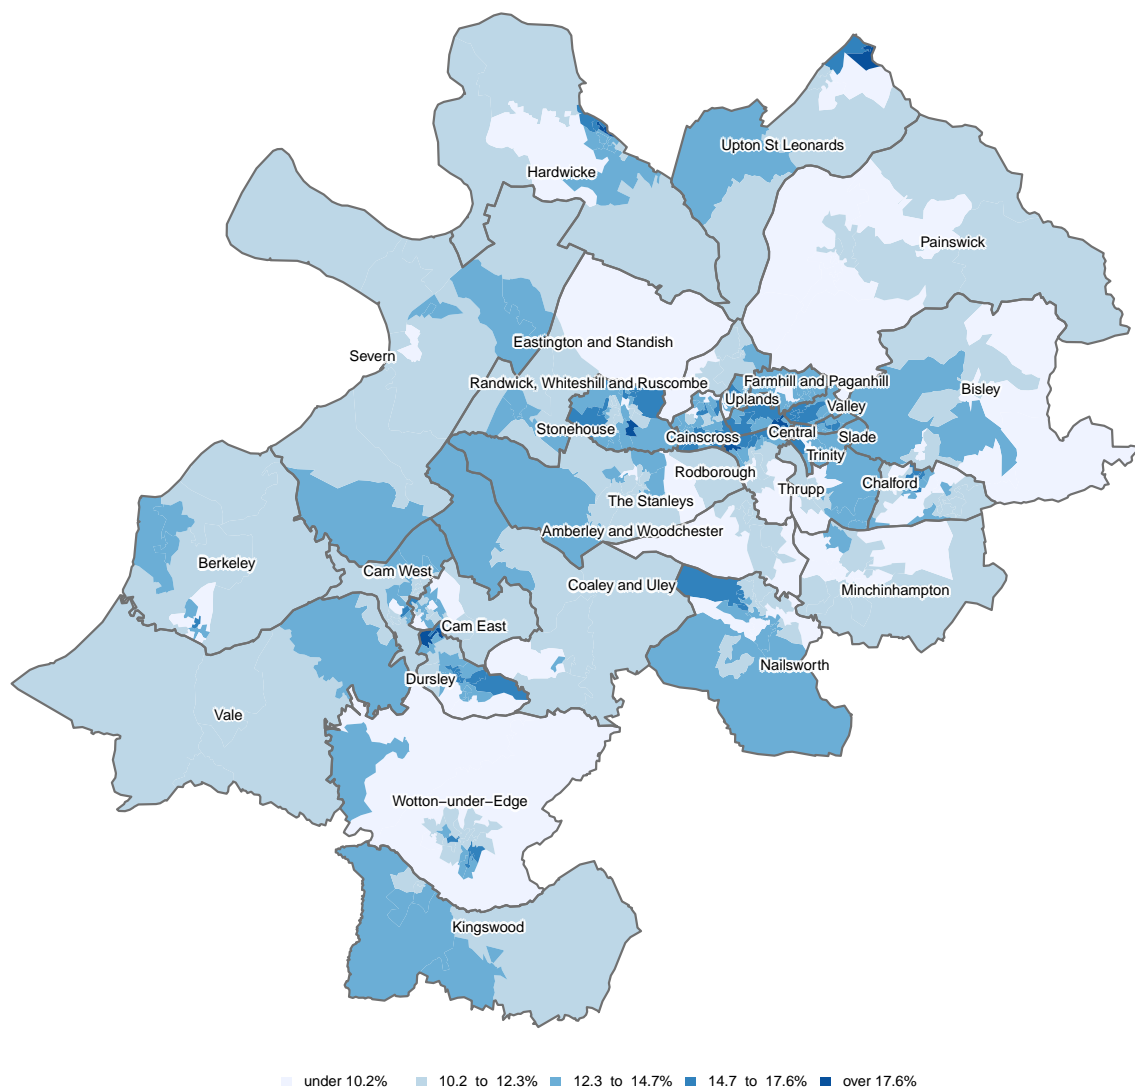 Upton St Leonards
Hardwicke
Painswick
Eastington and Standish
Severn
Randwick, Whiteshill and Ruscombe
Farmhill and Paganhill
Bisley
Uplands
Valley
Stonehouse
Cainscross
Central
Slade
Trinity
Rodborough
Chalford
Thrupp
The Stanleys
Amberley and Woodchester
Berkeley
Cam West
Coaley and Uley
Minchinhampton
Cam East
Nailsworth
Dursley
Vale
Wotton−under−Edge
Kingswood
under 10.2% 10.2 to 12.3% 12.3 to 14.7% 14.7 to 17.6% over 17.6%